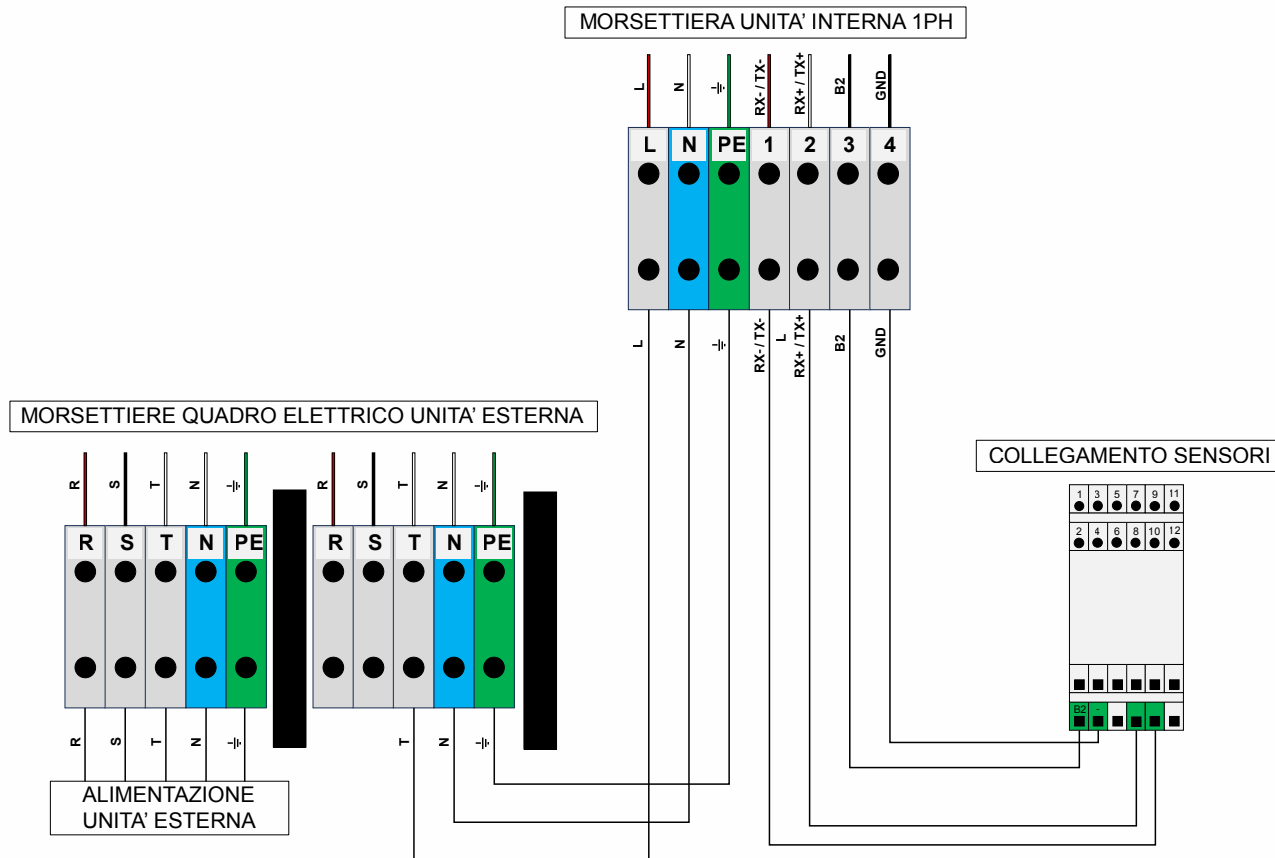 MORSETTIERA UNITA' INTERNA 1PH
L N ⏚ RX- / TX- RX+ / TX+ B2 GND
L N PE 1 2 3 4
L N ⏚ RX- / TX- L RX+ / TX+ B2 GND
MORSETTIERE QUADRO ELETTRICO UNITA' ESTERNA
R S T N ⏚ R S T N ⏚
R S T N PE R S T N PE
R S T N ⏚ T N ⏚
ALIMENTAZIONE
UNITA' ESTERNA
COLLEGAMENTO SENSORI
1 3 5 7 9 11
2 4 6 8 10 12
B2 -